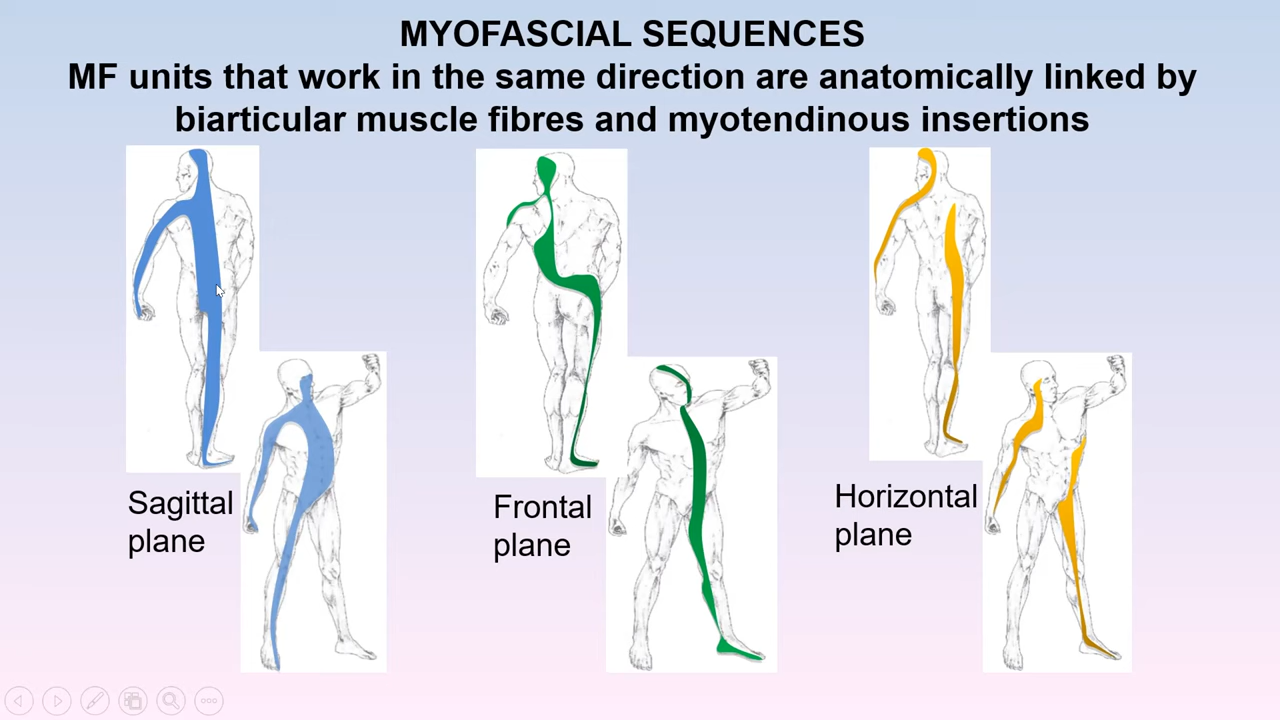 MYOFASCIAL SEQUENCES
MF units that work in the same direction are anatomically linked by
biarticular muscle fibres and myotendinous insertions
Sagittal
plane
Frontal
plane
Horizontal
plane